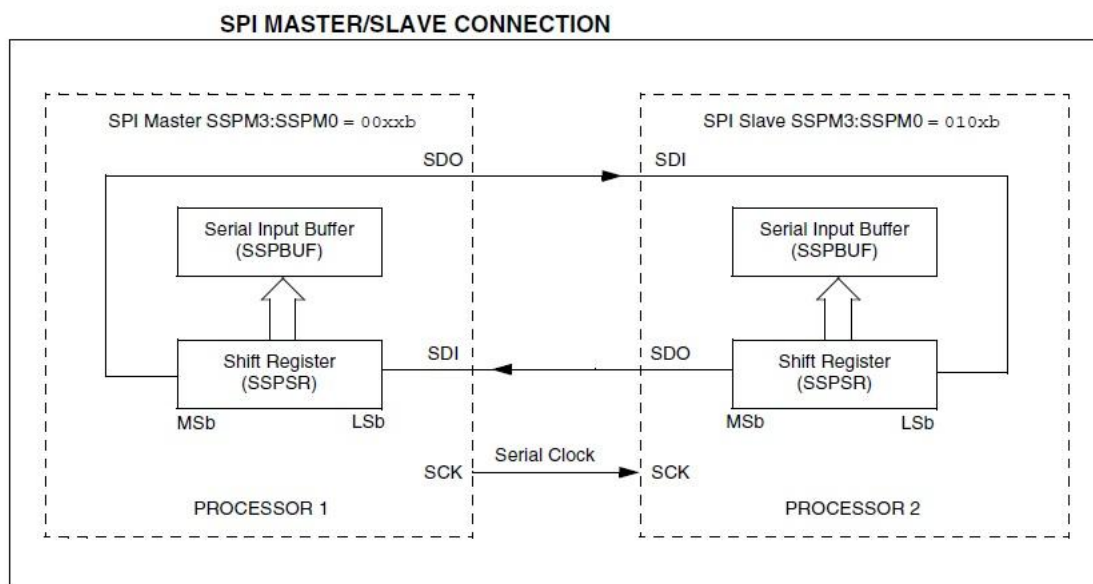 SPI MASTER/SLAVE CONNECTION
SPI Master SSPM3:SSPM0 = 00xxb
SPI Slave SSPM3:SSPM0 = 010xb
SDO
SDI
Serial Input Buffer
(SSPBUF)
Serial Input Buffer
(SSPBUF)
SDI
SDO
Shift Register
(SSPSR)
Shift Register
(SSPSR)
MSb
LSb
MSb
LSb
Serial Clock
SCK
SCK
PROCESSOR 1
PROCESSOR 2